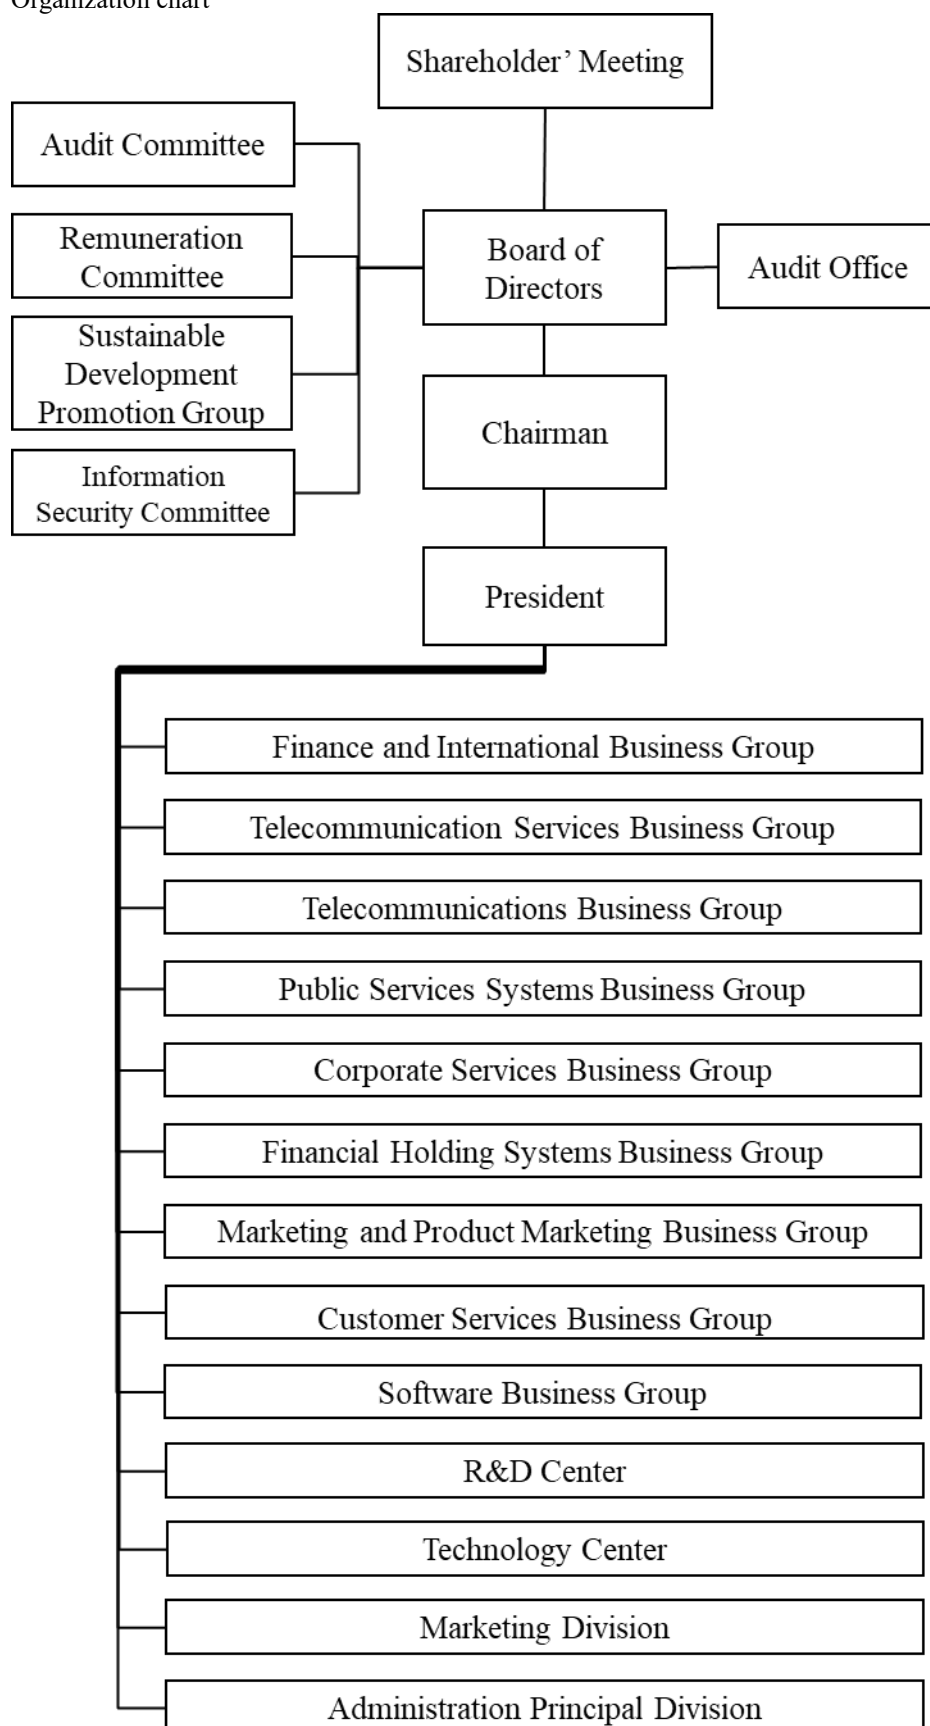 Organization chart
Shareholder’ Meeting
Audit Committee
Remuneration
Committee
Sustainable
Development
Promotion Group
Information
Security Committee
Board of
Directors
Audit Office
Chairman
President
Finance and International Business Group
Telecommunication Services Business Group
Telecommunications Business Group
Public Services Systems Business Group
Corporate Services Business Group
Financial Holding Systems Business Group
Marketing and Product Marketing Business Group
Customer Services Business Group
Software Business Group
R&D Center
Technology Center
Marketing Division
Administration Principal Division